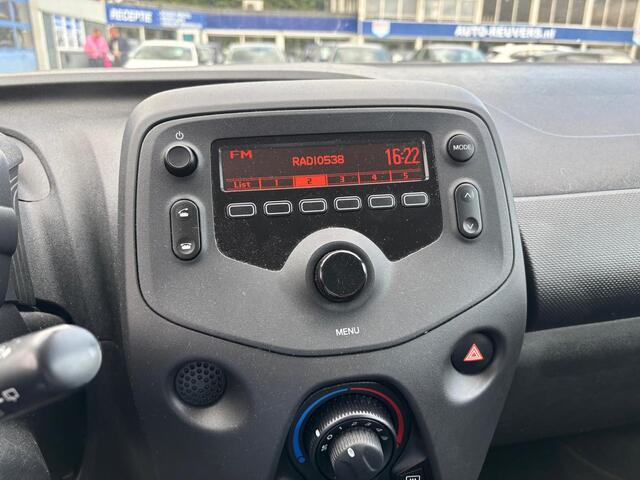 RECEPTIE
AUTO-REUVERS.nl
FM
RADIO538
16:22
List 1 2 3 4 5
MODE
MENU